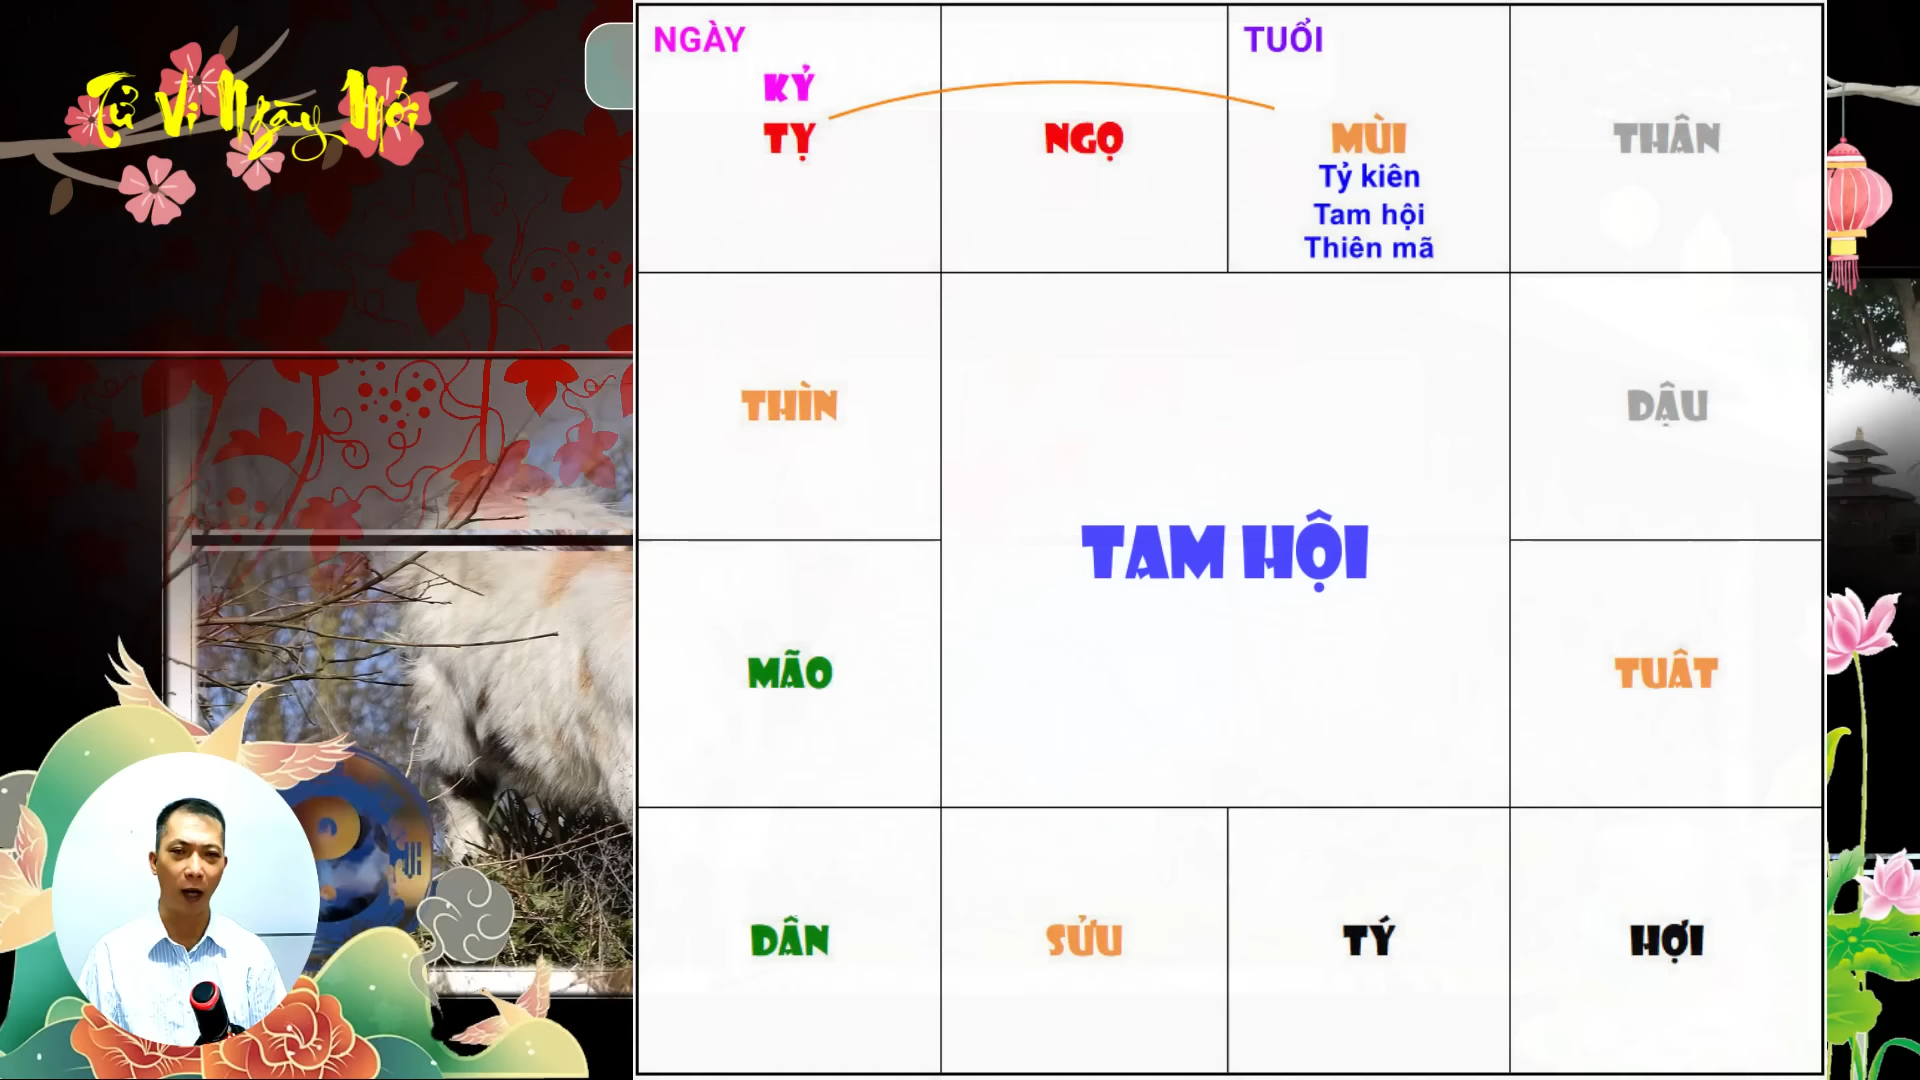 Tử Vi Ngày Mới
NGÀY
KỶ
TỴ
NGỌ
TUỔI
MÙI
Tỷ kiên
Tam hội
Thiên mã
THÂN
THÌN
DẬU
TAM HỘI
MÃO
TUẤT
DẦN
SỬU
TÝ
HỢI